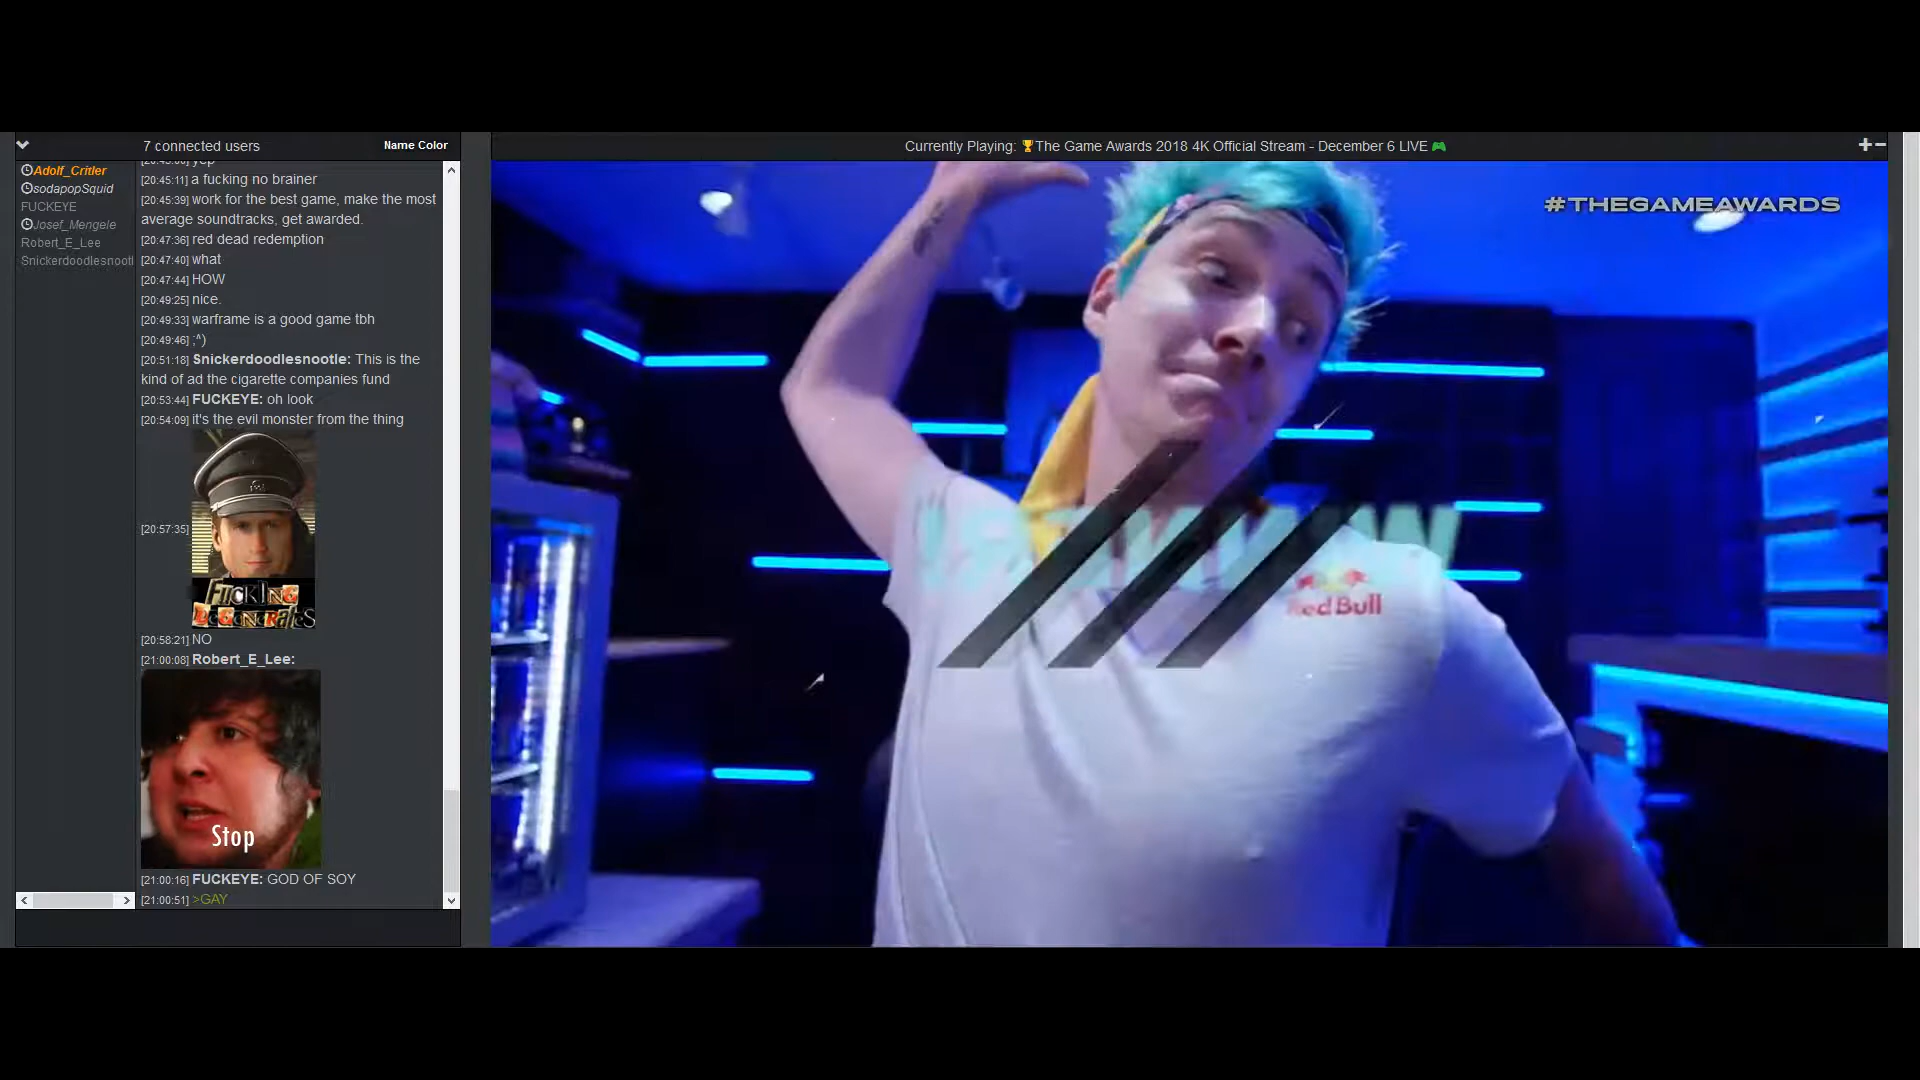 7 connected users
Name Color
Currently Playing: 🏆The Game Awards 2018 4K Official Stream - December 6 LIVE 🎮
Adolf_Critler
sodapopSquid
FUCKEYE
Josef_Mengele
Robert_E_Lee
Snickerdoodlesnootl
[20:45:06] yep
[20:45:11] a fucking no brainer
[20:45:39] work for the best game, make the most
average soundtracks, get awarded.
[20:47:36] red dead redemption
[20:47:40] what
[20:47:44] HOW
[20:49:25] nice.
[20:49:33] warframe is a good game tbh
[20:49:46] ;^)
[20:51:18] Snickerdoodlesnootle: This is the
kind of ad the cigarette companies fund
[20:53:44] FUCKEYE: oh look
[20:54:09] it's the evil monster from the thing
[20:57:35]
FUCKING
DEGENERATES
[20:58:21] NO
[21:00:08] Robert_E_Lee:
Stop
[21:00:16] FUCKEYE: GOD OF SOY
[21:00:51] >GAY
#THEGAMEAWARDS
Red Bull